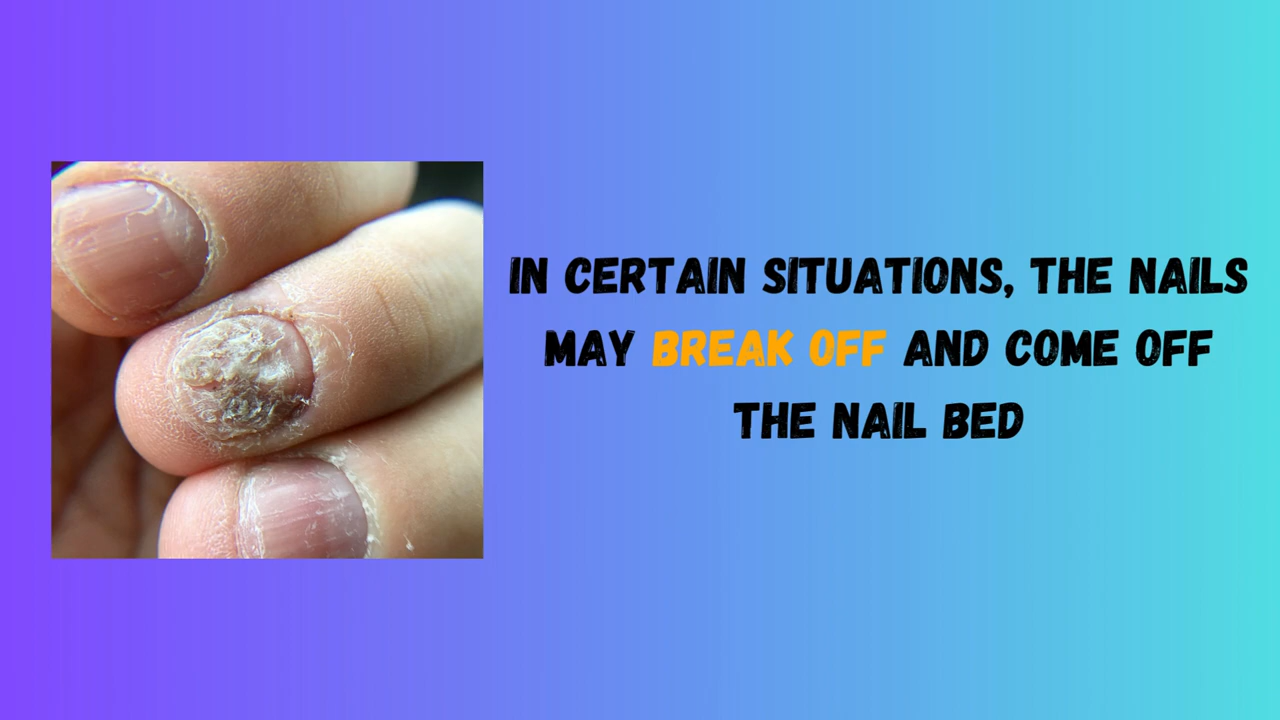 IN CERTAIN SITUATIONS, THE NAILS
MAY BREAK OFF AND COME OFF
THE NAIL BED